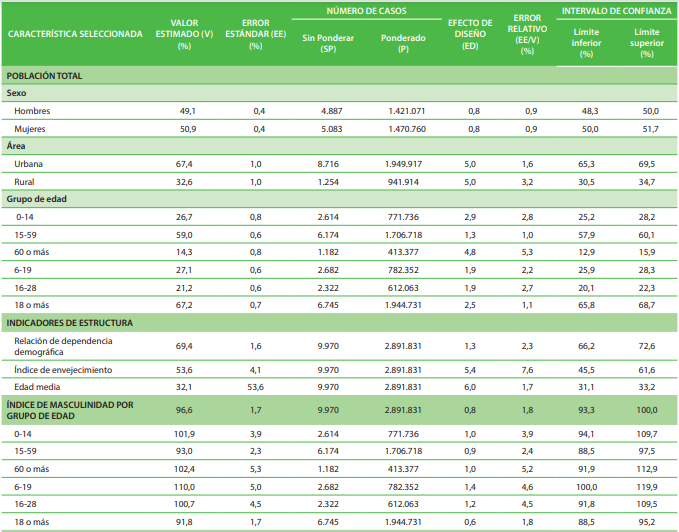 CARACTERÍSTICA SELECCIONADA | VALOR ESTIMADO (V) (%) | ERROR ESTÁNDAR (EE) (%) | NÚMERO DE CASOS | EFECTO DE DISEÑO (ED) | ERROR RELATIVO (EE/V) (%) | INTERVALO DE CONFIANZA
Sin Ponderar (SP) | Ponderado (P) | Límite inferior (%) | Límite superior (%)
POBLACIÓN TOTAL
Sexo
Hombres 49,1 0,4 4.887 1.421.071 0,8 0,9 48,3 50,0
Mujeres 50,9 0,4 5.083 1.470.760 0,8 0,9 50,0 51,7
Área
Urbana 67,4 1,0 8.716 1.949.917 5,0 1,6 65,3 69,5
Rural 32,6 1,0 1.254 941.914 5,0 3,2 30,5 34,7
Grupo de edad
0-14 26,7 0,8 2.614 771.736 2,9 2,8 25,2 28,2
15-59 59,0 0,6 6.174 1.706.718 1,3 1,0 57,9 60,1
60 o más 14,3 0,8 1.182 413.377 4,8 5,3 12,9 15,9
6-19 27,1 0,6 2.682 782.352 1,9 2,2 25,9 28,3
16-28 21,2 0,6 2.322 612.063 1,9 2,7 20,1 22,3
18 o más 67,2 0,7 6.745 1.944.731 2,5 1,1 65,8 68,7
INDICADORES DE ESTRUCTURA
Relación de dependencia
demográfica 69,4 1,6 9.970 2.891.831 1,3 2,3 66,2 72,6
Índice de envejecimiento 53,6 4,1 9.970 2.891.831 5,4 7,6 45,5 61,6
Edad media 32,1 53,6 9.970 2.891.831 6,0 1,7 31,1 33,2
ÍNDICE DE MASCULINIDAD POR
GRUPO DE EDAD 96,6 1,7 9.970 2.891.831 0,8 1,8 93,3 100,0
0-14 101,9 3,9 2.614 771.736 1,0 3,9 94,1 109,7
15-59 93,0 2,3 6.174 1.706.718 0,9 2,4 88,5 97,5
60 o más 102,4 5,3 1.182 413.377 1,0 5,2 91,9 112,9
6-19 110,0 5,0 2.682 782.352 1,4 4,6 100,0 119,9
16-28 100,7 4,5 2.322 612.063 1,2 4,5 91,8 109,5
18 o más 91,8 1,7 6.745 1.944.731 0,6 1,8 88,5 95,2